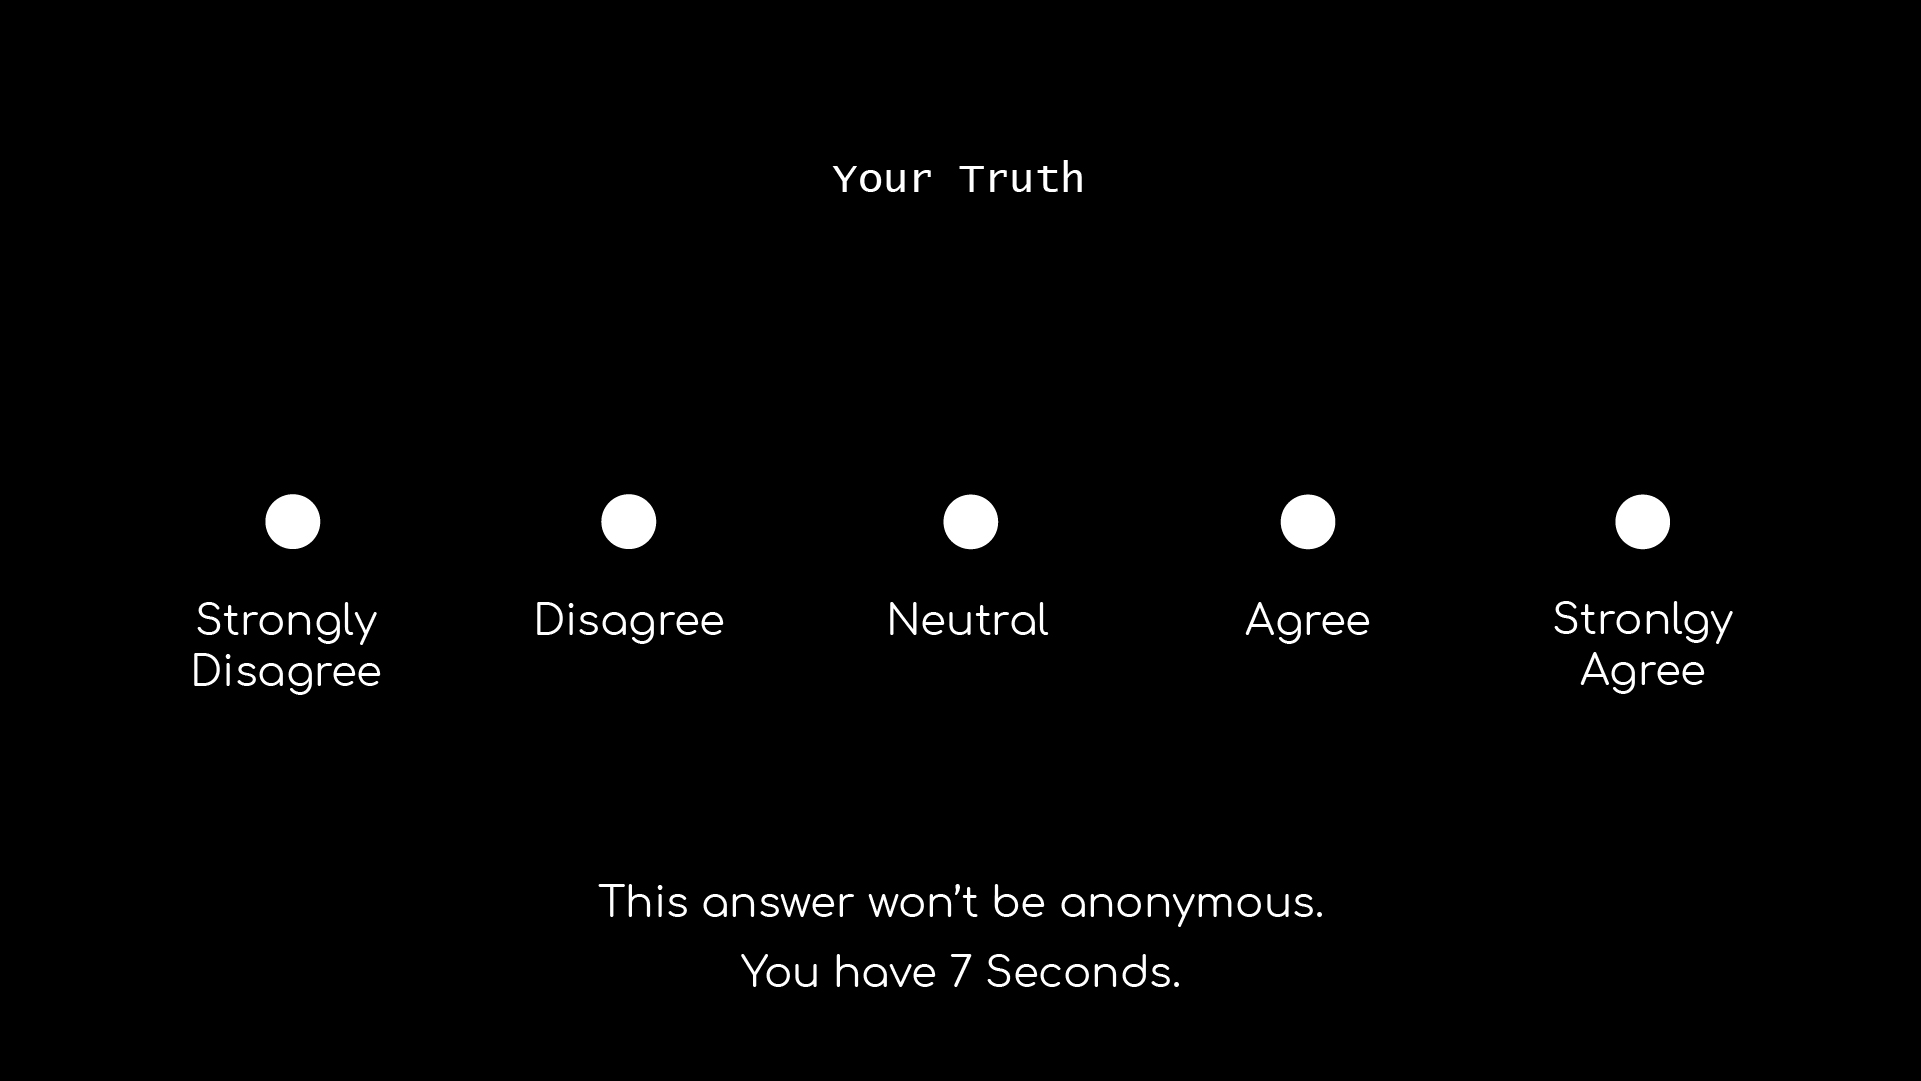 Your Truth
Strongly Disagree
Disagree
Neutral
Agree
Stronlgy Agree
This answer won’t be anonymous.
You have 7 Seconds.